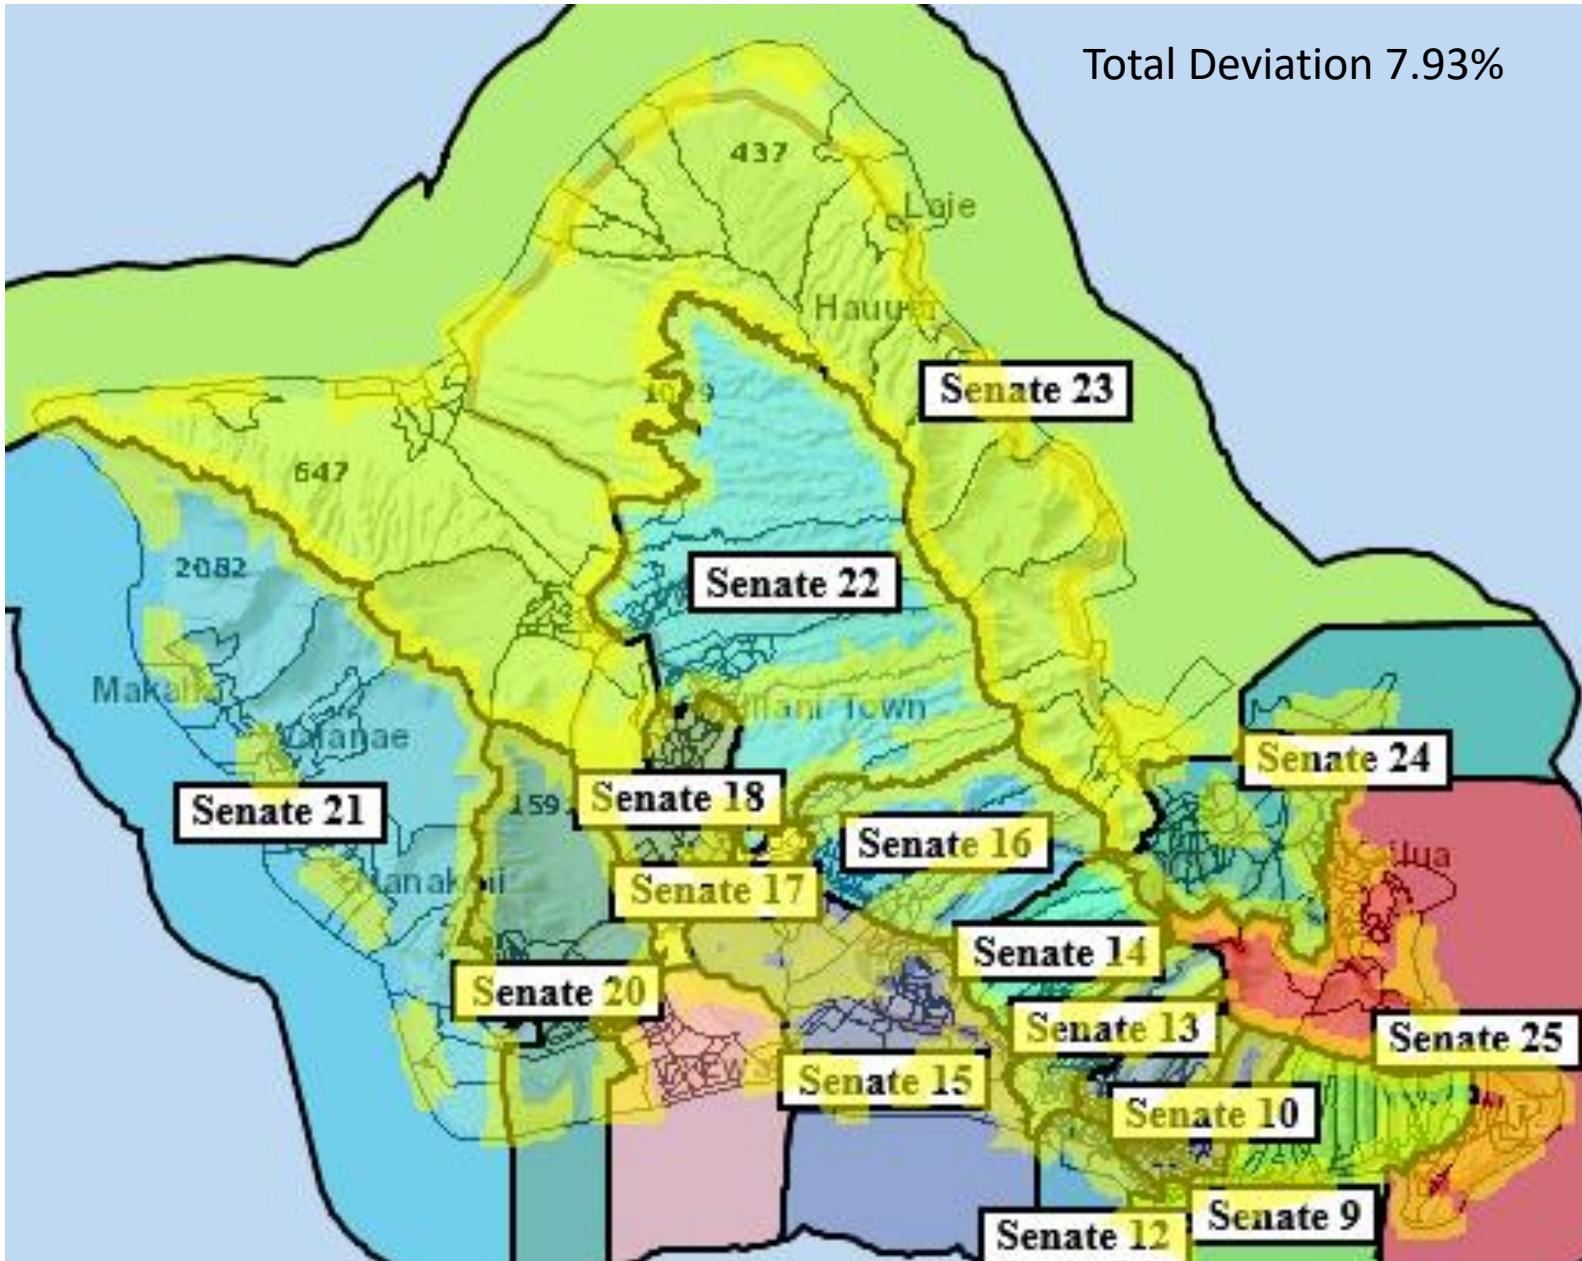 Total Deviation 7.93%
437
Laie
Hauula
Senate 23
647
2082
Senate 22
Makaha
Town
Senate 24
Senate 18
Senate 21
Senate 16
Senate 17
Senate 14
Senate 20
Senate 13
Senate 25
Senate 15
Senate 10
Senate 9
Senate 12